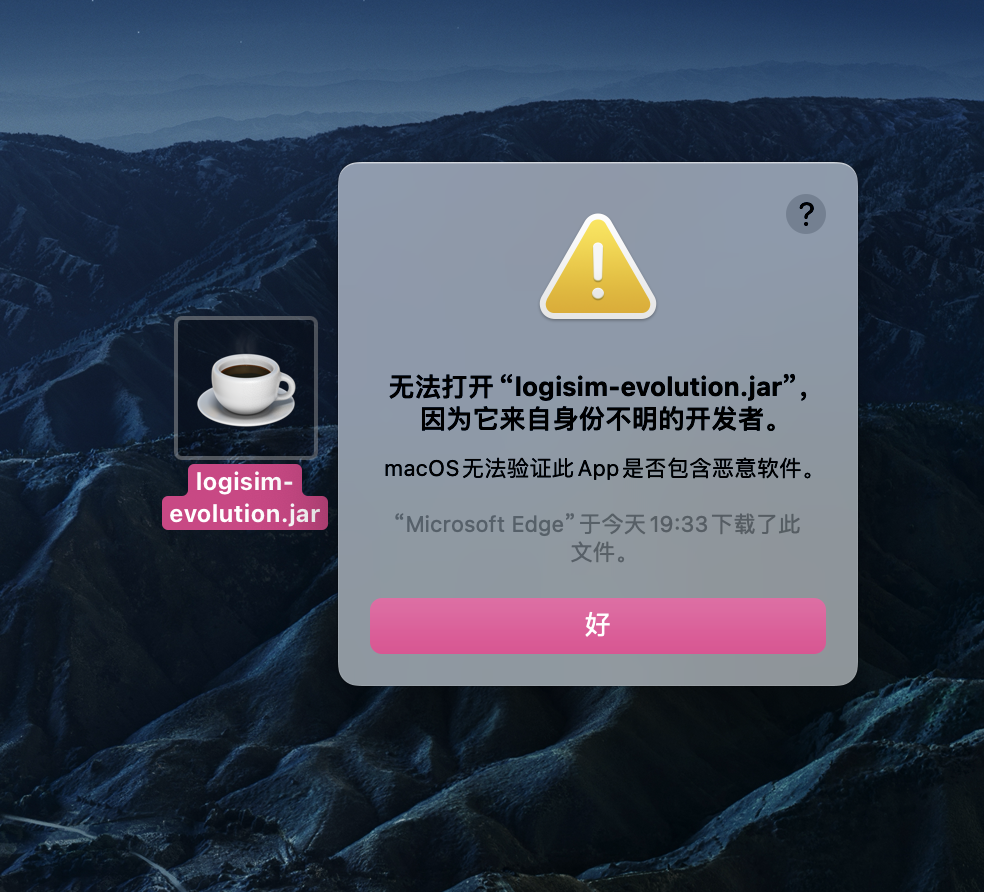 ?
无法打开“logisim-evolution.jar”，
因为它来自身份不明的开发者。
macOS无法验证此App是否包含恶意软件。
“Microsoft Edge”于今天19:33下载了此
文件。
好
logisim-
evolution.jar